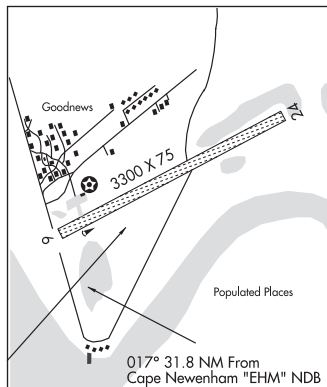 Goodnews
3300 X 75
24
6
Populated Places
017° 31.8 NM From
Cape Newenham "EHM" NDB